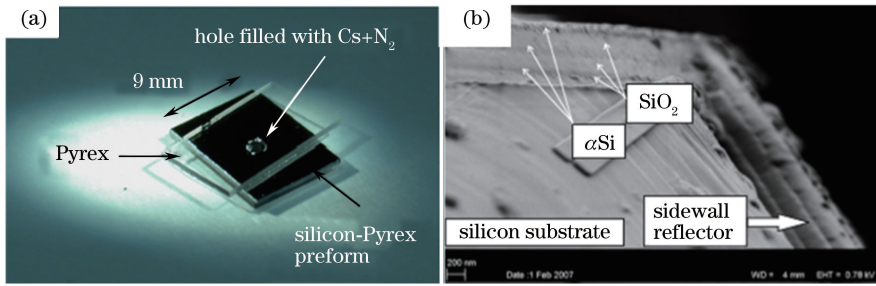 (a)
hole filled with Cs+N₂
9 mm
Pyrex
silicon-Pyrex
preform
(b)
SiO₂
αSi
silicon substrate
sidewall
reflector
200 nm
Date :1 Feb 2007
WD = 4 mm
EHT = 0.78 kV